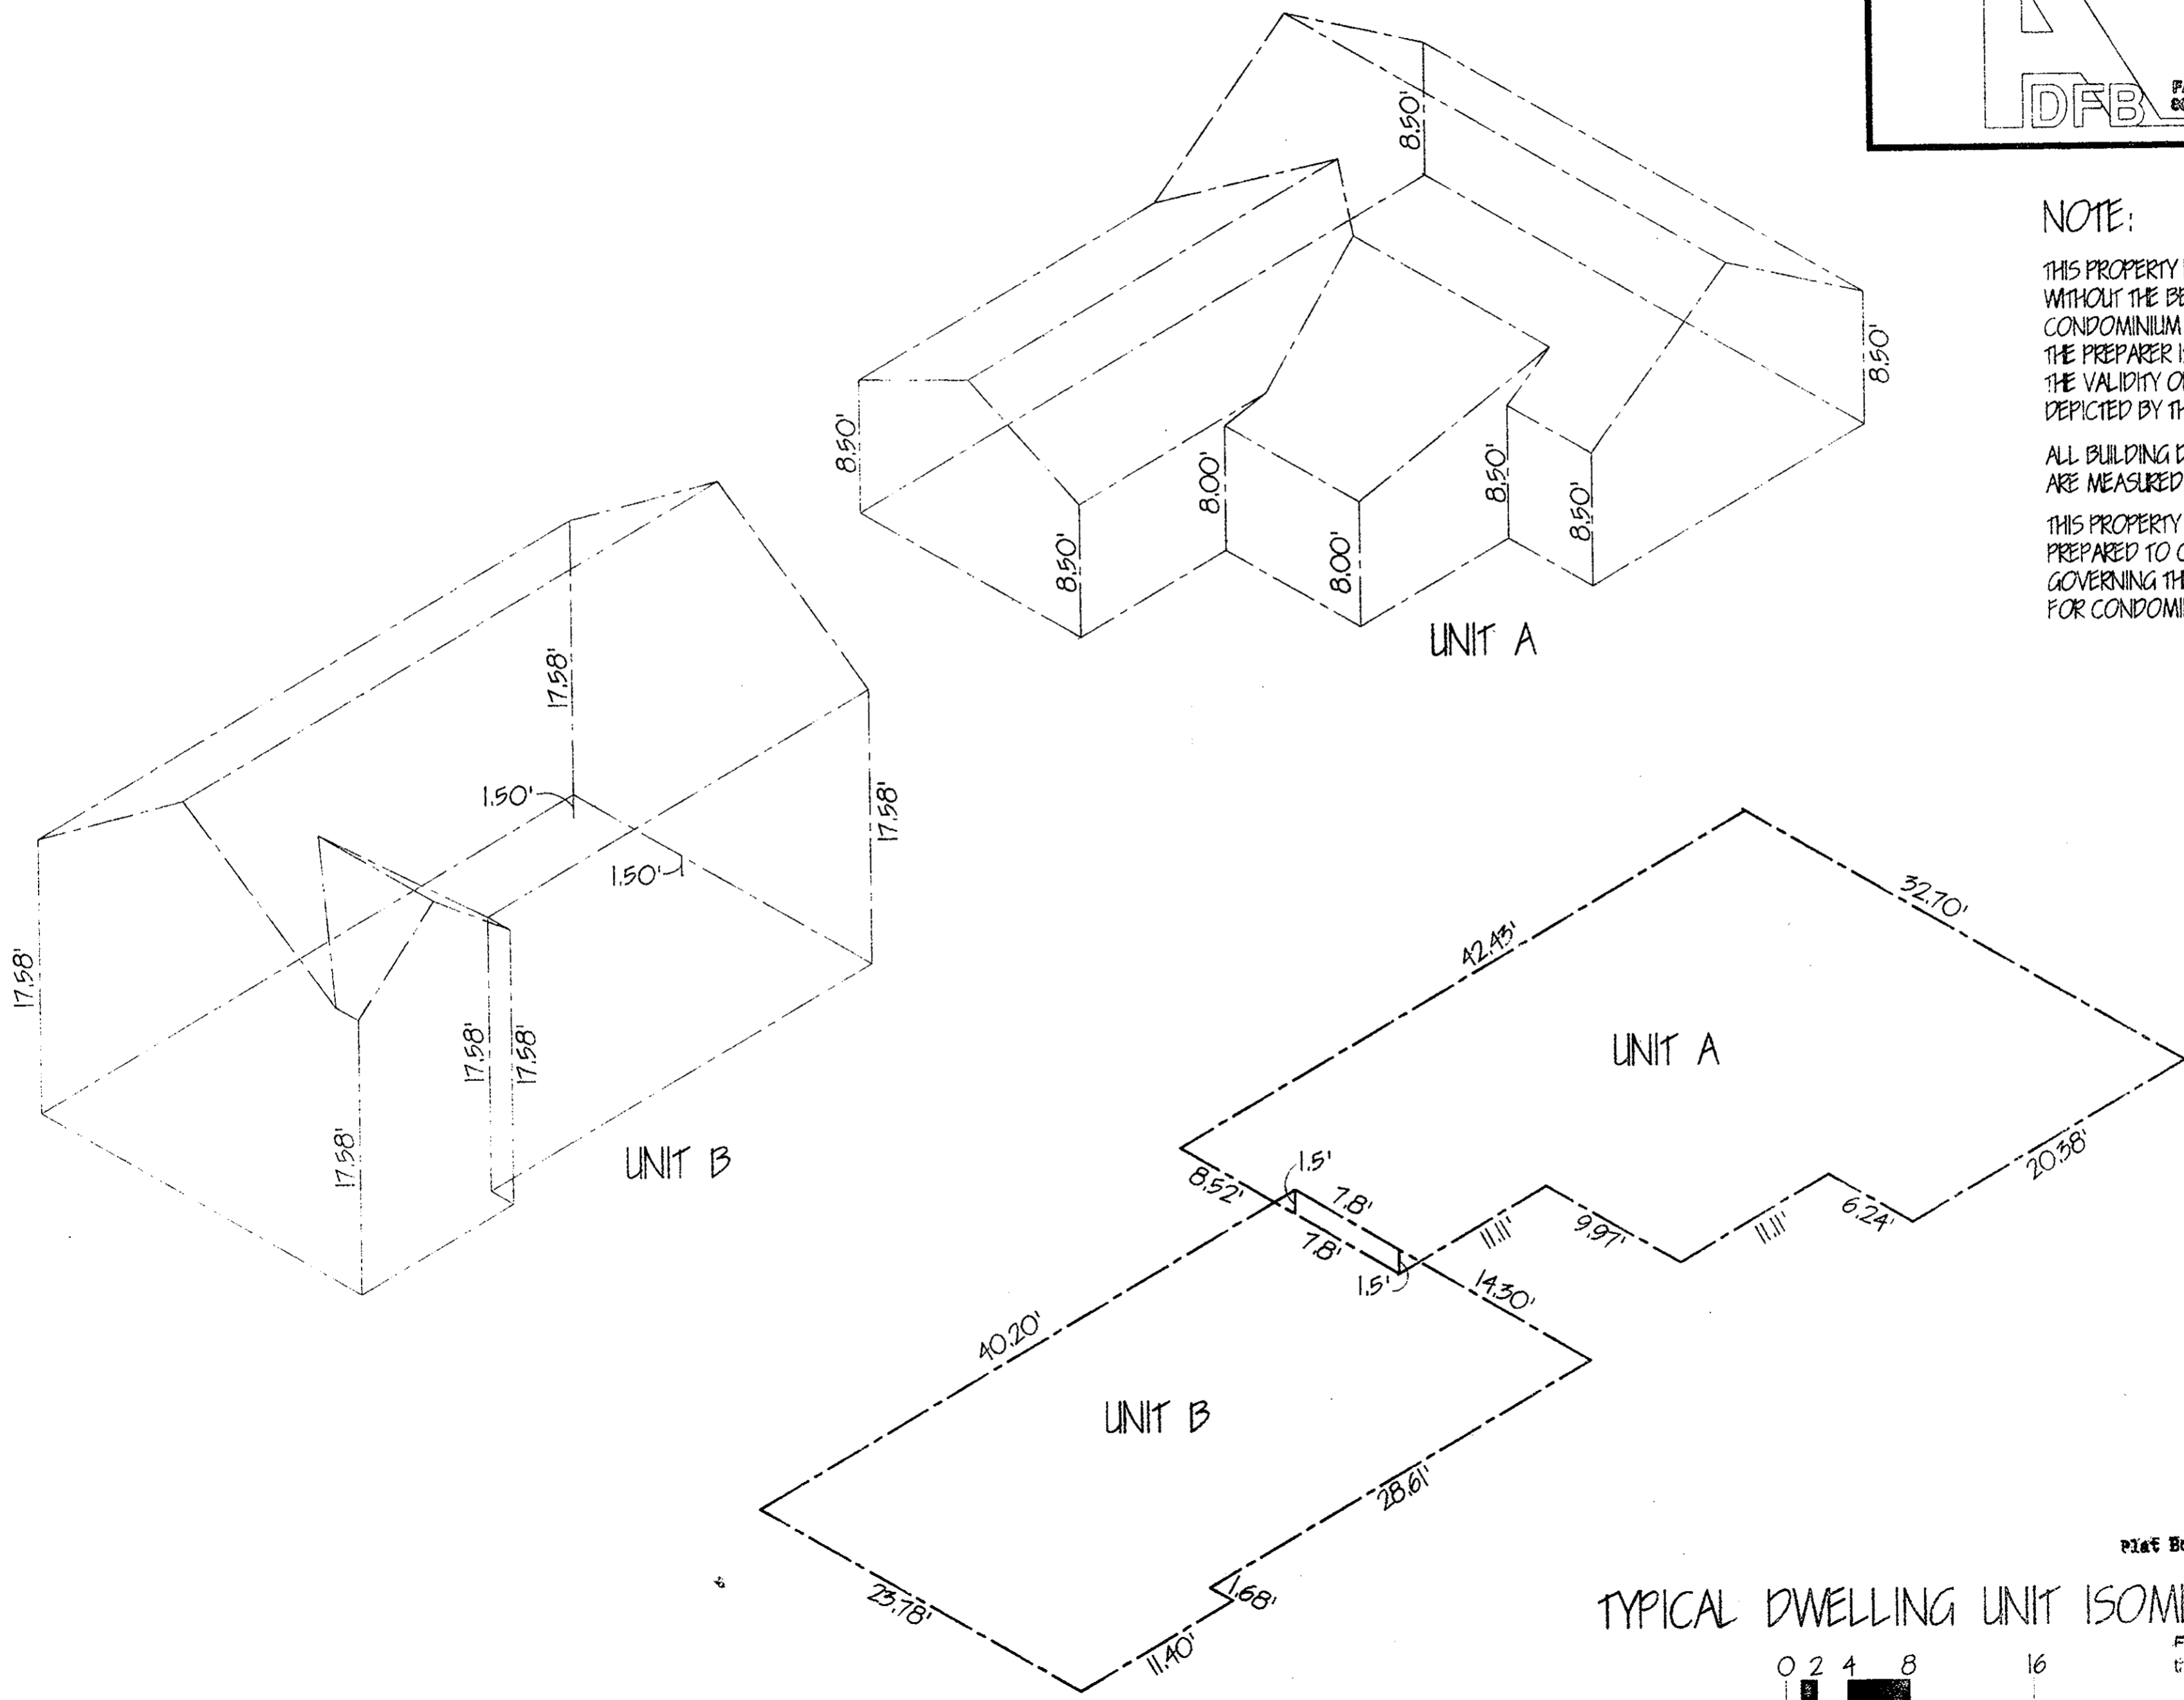 DFB
NOTE:
THIS PROPERTY
WITHOUT THE
CONDOMINIUM
THE PREPARER
THE VALIDITY
DEPICTED BY
ALL BUILDING
ARE MEASURED
THIS PROPERTY
PREPARED TO
GOVERNING
FOR
8.50'
8.50'
8.50'
8.50'
8.00'
8.00'
8.50'
8.50'
UNIT A
17.58'
1.50'
1.50'
17.58'
17.58'
17.58'
17.58'
17.58'
UNIT B
42.43'
32.70'
UNIT A
20.38'
8.52'
1.5'
7.8'
7.8'
1.5'
11.11'
9.97'
11.11'
6.24'
14.30'
40.20'
UNIT B
28.61'
23.78'
1.68'
11.40'
Plat
TYPICAL DWELLING UNIT
0 2 4 8 16